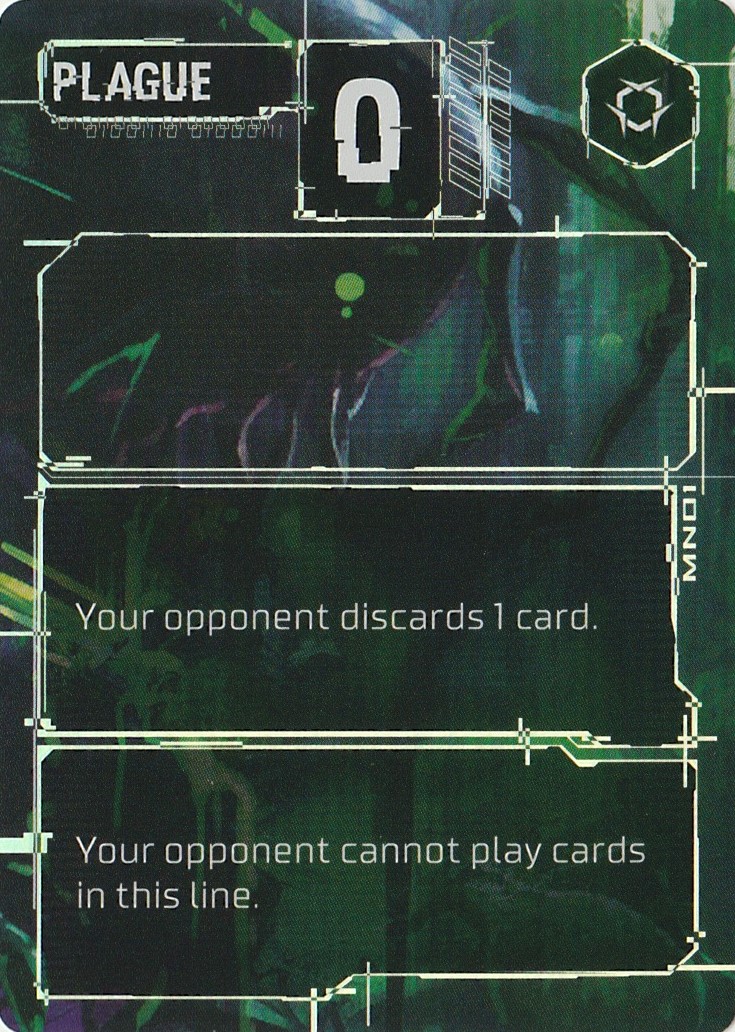 PLAGUE
0
MN01
Your opponent discards 1 card.
Your opponent cannot play cards
in this line.